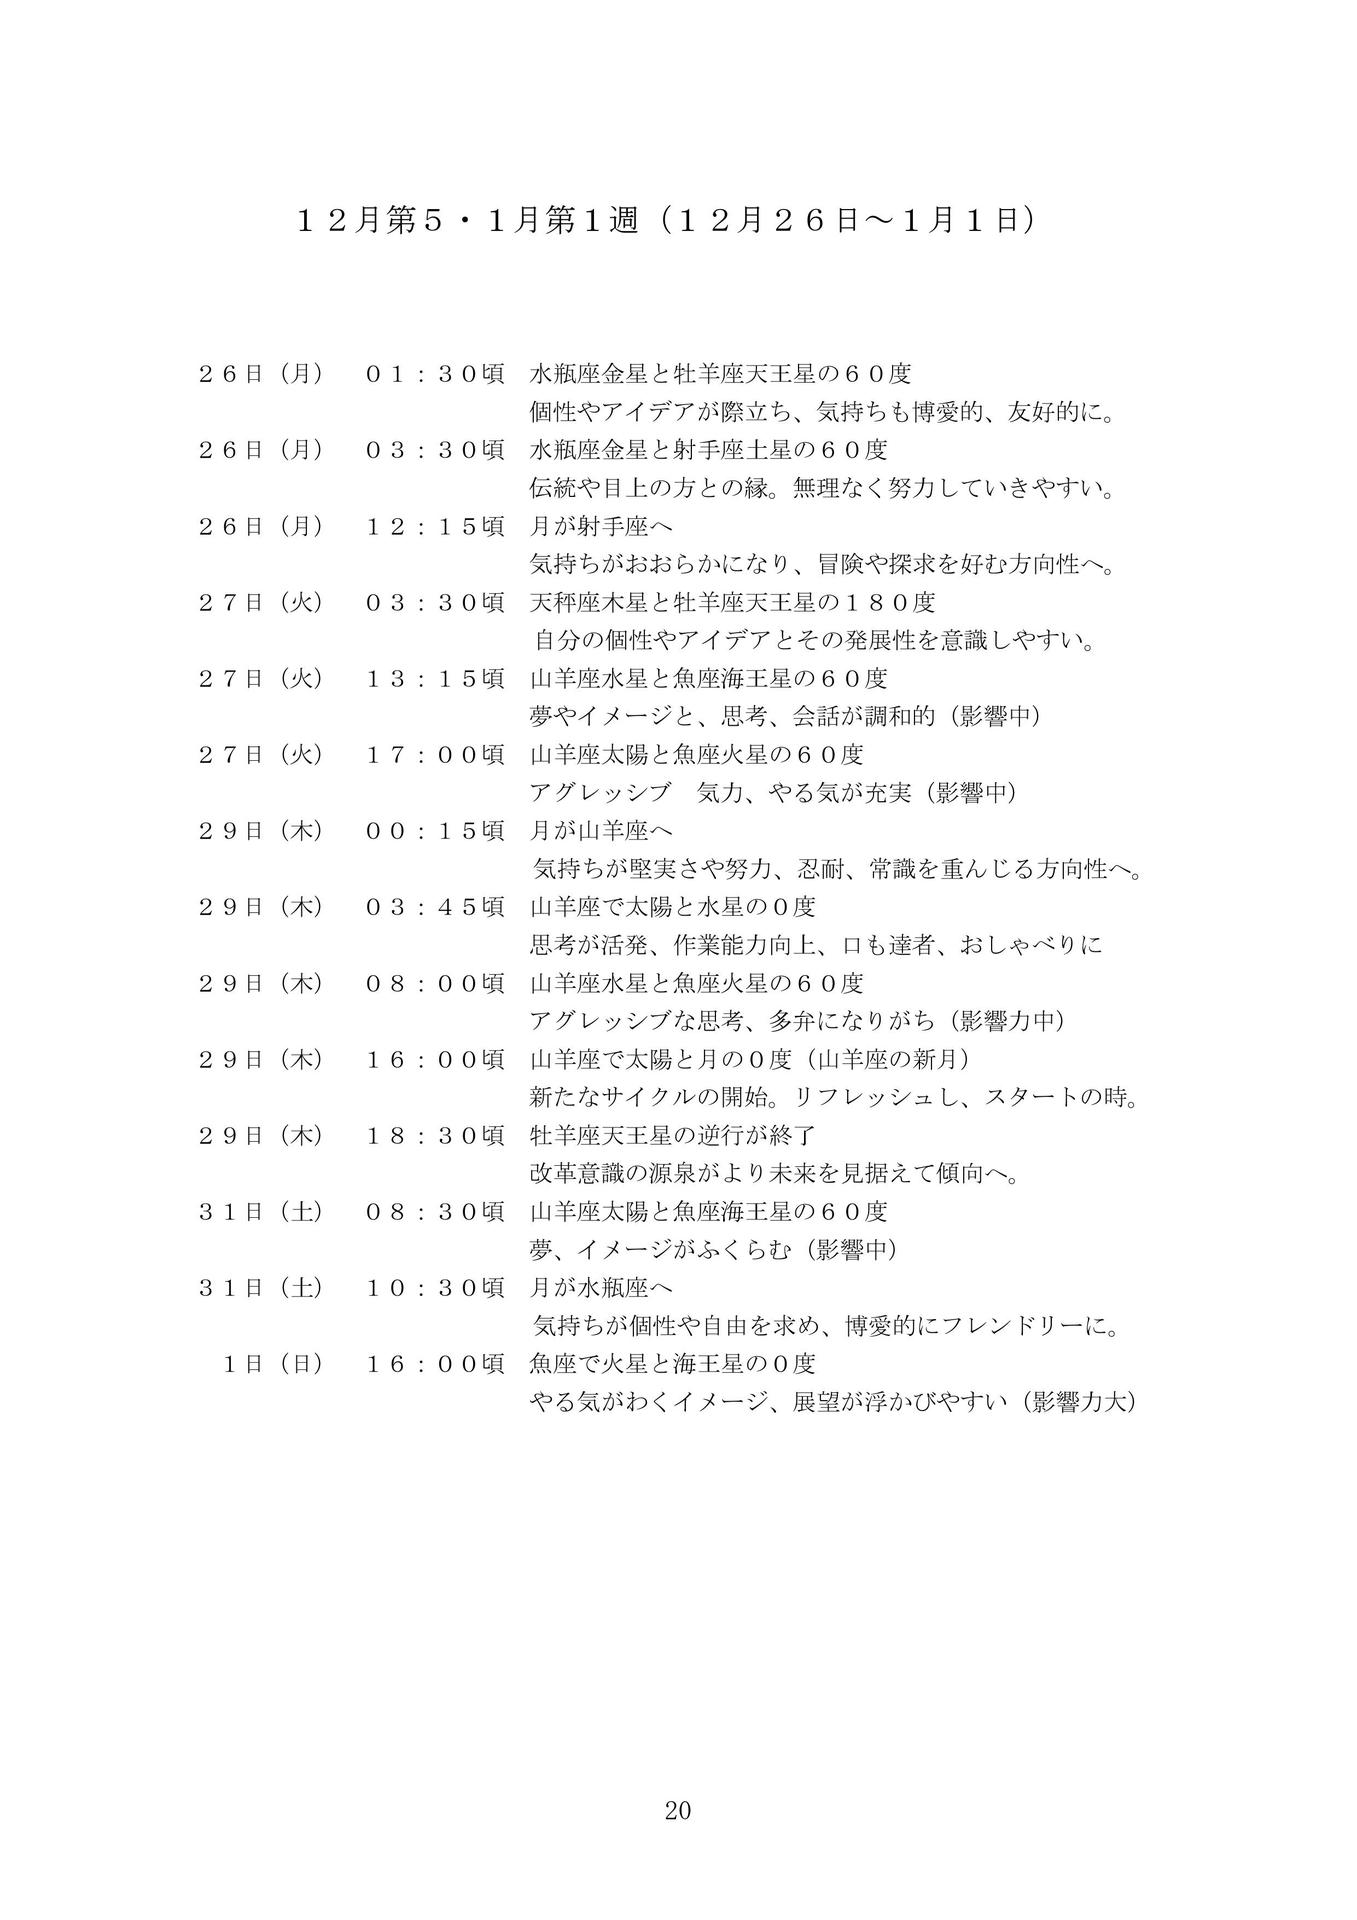 １２月第５・１月第１週（１２月２６日～１月１日）
２６日（月）　０１：３０頃　水瓶座金星と牡羊座天王星の６０度
個性やアイデアが際立ち、気持ちも博愛的、友好的に。
２６日（月）　０３：３０頃　水瓶座金星と射手座土星の６０度
伝統や目上の方との縁。無理なく努力していきやすい。
２６日（月）　１２：１５頃　月が射手座へ
気持ちがおおらかになり、冒険や探求を好む方向性へ。
２７日（火）　０３：３０頃　天秤座木星と牡羊座天王星の１８０度
自分の個性やアイデアとその発展性を意識しやすい。
２７日（火）　１３：１５頃　山羊座水星と魚座海王星の６０度
夢やイメージと、思考、会話が調和的（影響中）
２７日（火）　１７：００頃　山羊座太陽と魚座火星の６０度
アグレッシブ　気力、やる気が充実（影響中）
２９日（木）　００：１５頃　月が山羊座へ
気持ちが堅実さや努力、忍耐、常識を重んじる方向性へ。
２９日（木）　０３：４５頃　山羊座で太陽と水星の０度
思考が活発、作業能力向上、口も達者、おしゃべりに
２９日（木）　０８：００頃　山羊座水星と魚座火星の６０度
アグレッシブな思考、多弁になりがち（影響力中）
２９日（木）　１６：００頃　山羊座で太陽と月の０度（山羊座の新月）
新たなサイクルの開始。リフレッシュし、スタートの時。
２９日（木）　１８：３０頃　牡羊座天王星の逆行が終了
改革意識の源泉がより未来を見据えて傾向へ。
３１日（土）　０８：３０頃　山羊座太陽と魚座海王星の６０度
夢、イメージがふくらむ（影響中）
３１日（土）　１０：３０頃　月が水瓶座へ
気持ちが個性や自由を求め、博愛的にフレンドリーに。
１日（日）　１６：００頃　魚座で火星と海王星の０度
やる気がわくイメージ、展望が浮かびやすい（影響力大）
20